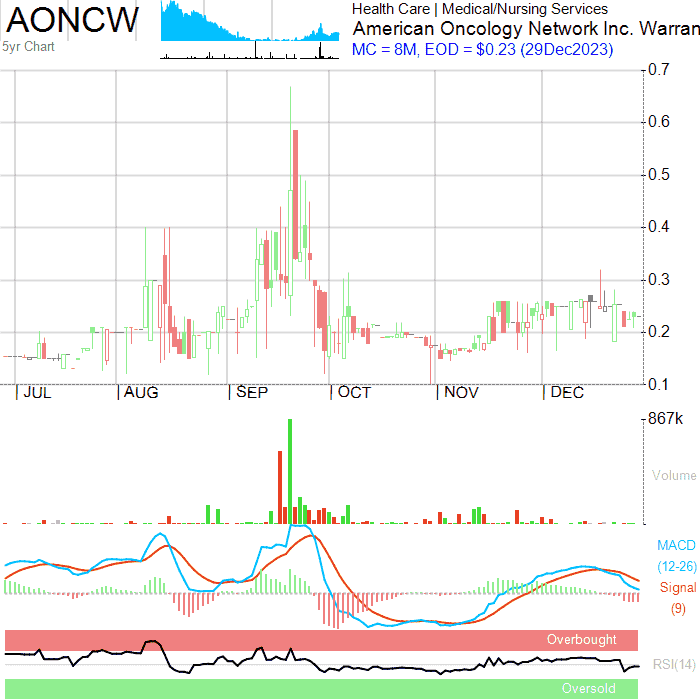 AONCW
5yr Chart
Health Care | Medical/Nursing Services
American Oncology Network Inc. Warran
MC = 8M, EOD = $0.23 (29Dec2023)
0.7
0.6
0.5
0.4
0.3
0.2
0.1
JUL AUG SEP OCT NOV DEC
867k
Volume
MACD
(12-26)
Signal
(9)
Overbought
RSI(14)
Oversold